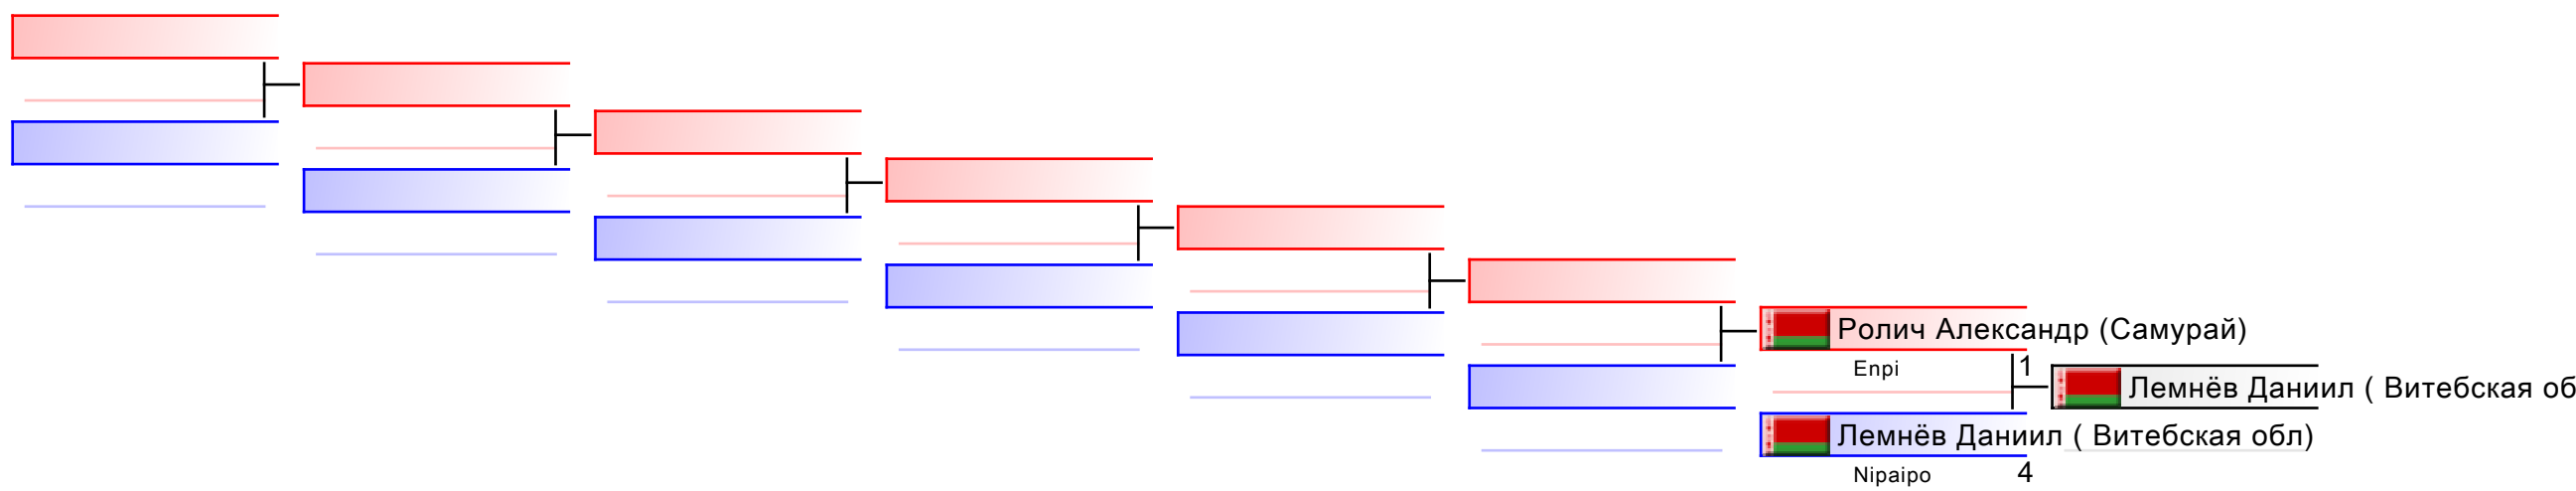 Ролич Александр (Самурай)
Enpi
1
Лемнёв Даниил ( Витебская об
Лемнёв Даниил ( Витебская обл)
Nipaipo
4